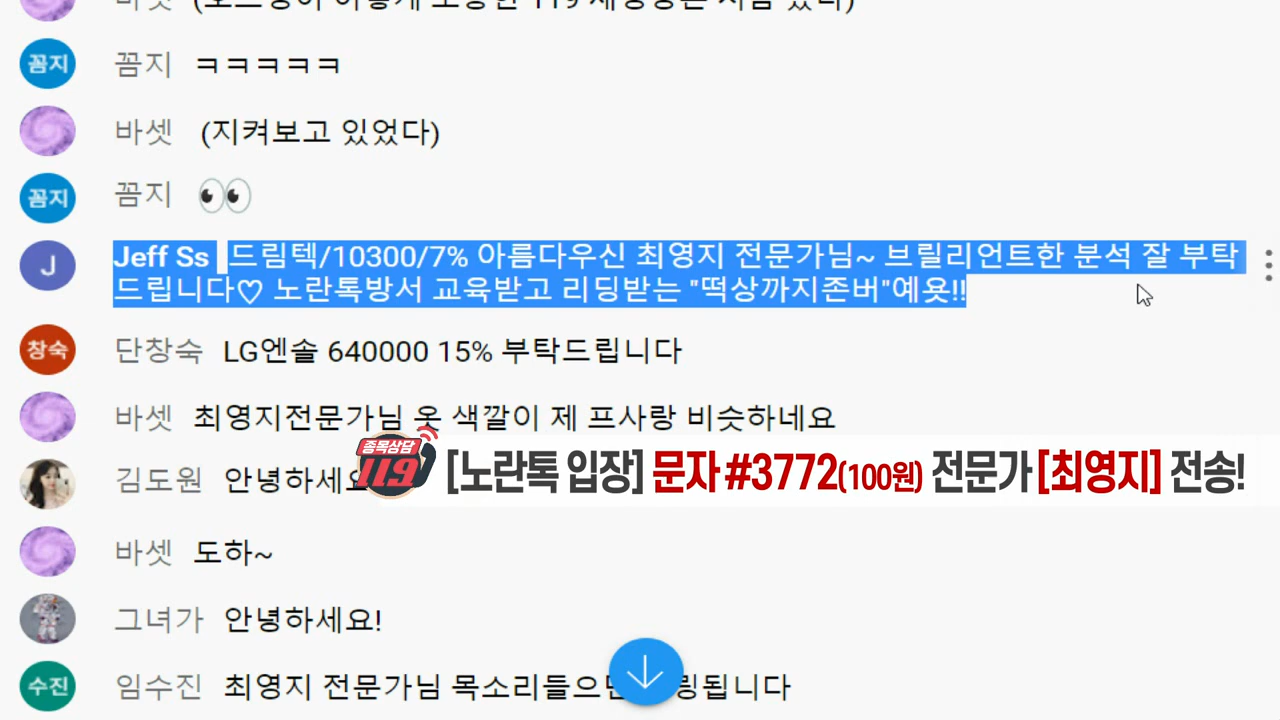 꼼지 꼼지 ㅋㅋㅋㅋㅋ
바셋 (지켜보고 있었다)
꼼지 꼼지 👀
J Jeff Ss 드림텍/10300/7% 아름다우신 최영지 전문가님~ 브릴리언트한 분석 잘 부탁
드립니다♡ 노란톡방서 교육받고 리딩받는 "떡상까지존버"예욧!!
창숙 단창숙 LG엔솔 640000 15% 부탁드립니다
바셋 최영지전문가님 옷 색깔이 제 프사랑 비슷하네요
김도원 안녕하세요
종목상담
119 [노란톡 입장] 문자 #3772(100원) 전문가 [최영지] 전송!
바셋 도하~
그녀가 안녕하세요!
수진 임수진 최영지 전문가님 목소리들으면 됩니다